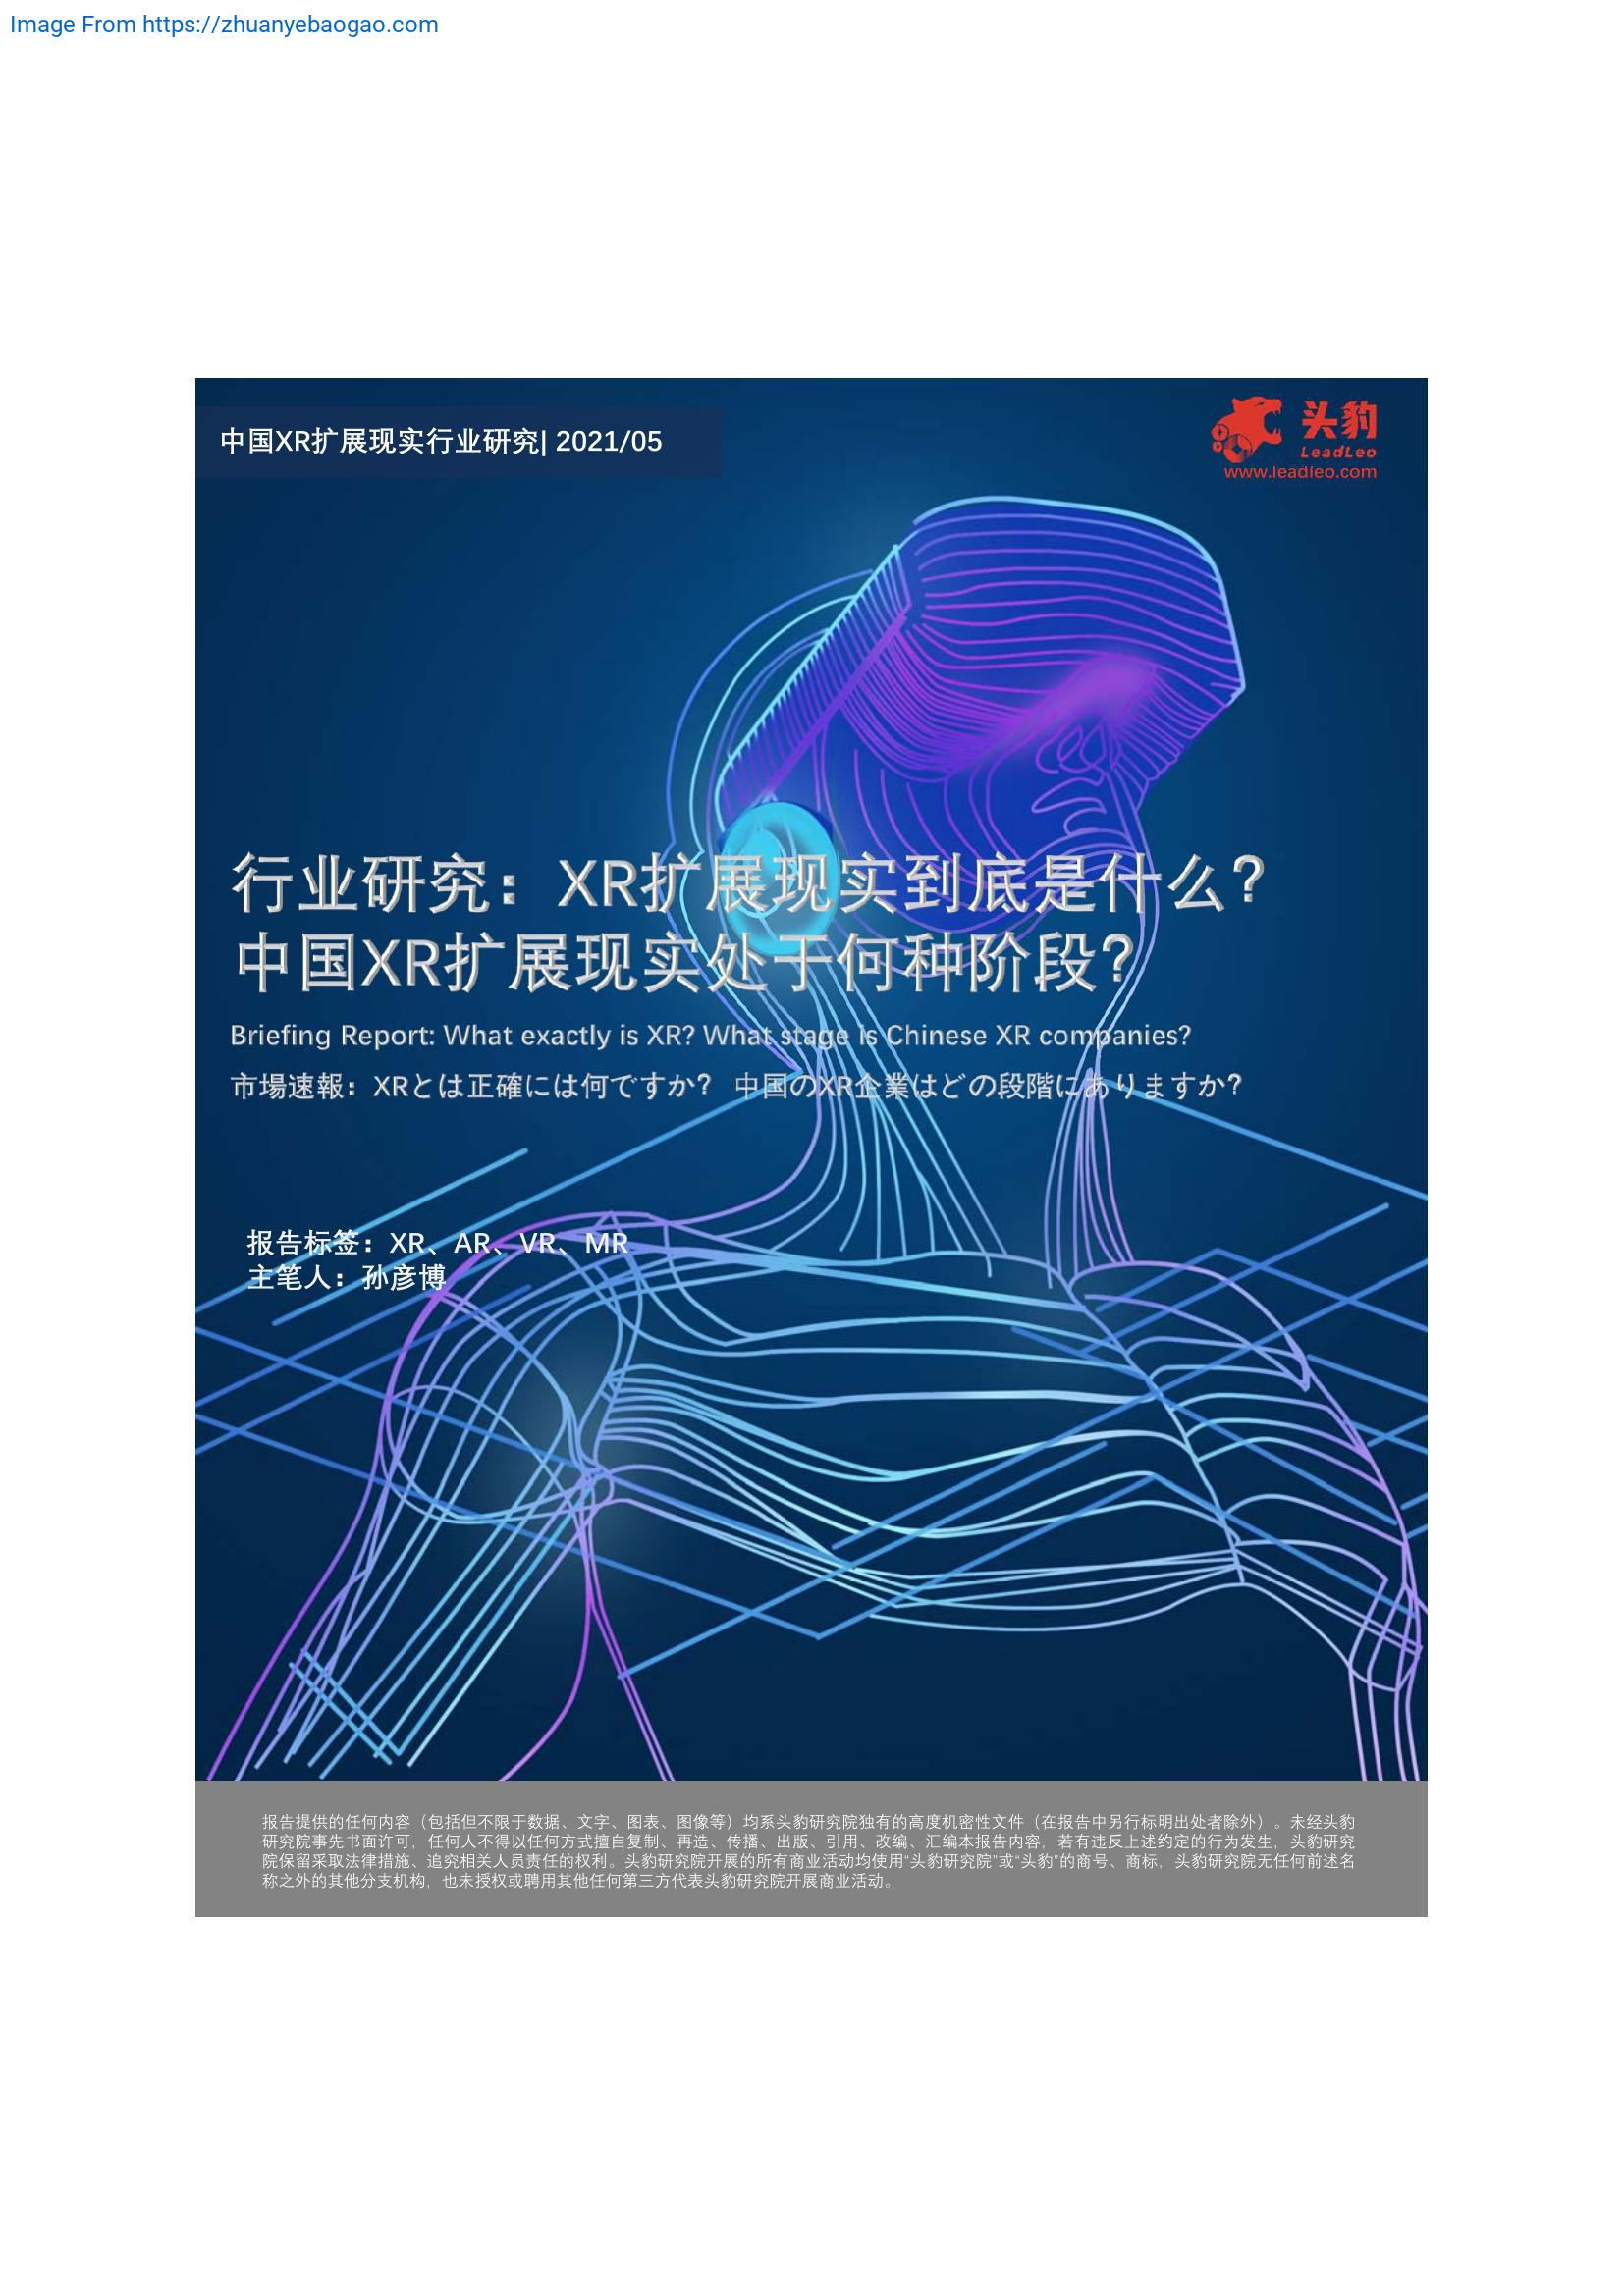 Image From https://zhuanyebaogao.com
中国XR扩展现实行业研究| 2021/05
头豹
LeadLeo
www.leadleo.com
行业研究：XR扩展现实到底是什么？
中国XR扩展现实处于何种阶段？
Briefing Report: What exactly is XR? What stage is Chinese XR companies?
市場速報：XRとは正確には何ですか？ 中国のXR企業はどの段階にありますか？
报告标签：XR、AR、VR、MR
主笔人：孙彦博
报告提供的任何内容（包括但不限于数据、文字、图表、图像等）均系头豹研究院独有的高度机密性文件（在报告中另行标明出处者除外）。未经头豹
研究院事先书面许可，任何人不得以任何方式擅自复制、再造、传播、出版、引用、改编、汇编本报告内容，若有违反上述约定的行为发生，头豹研究
院保留采取法律措施、追究相关人员责任的权利。头豹研究院开展的所有商业活动均使用“头豹研究院”或“头豹”的商号、商标，头豹研究院无任何前述名
称之外的其他分支机构，也未授权或聘用其他任何第三方代表头豹研究院开展商业活动。